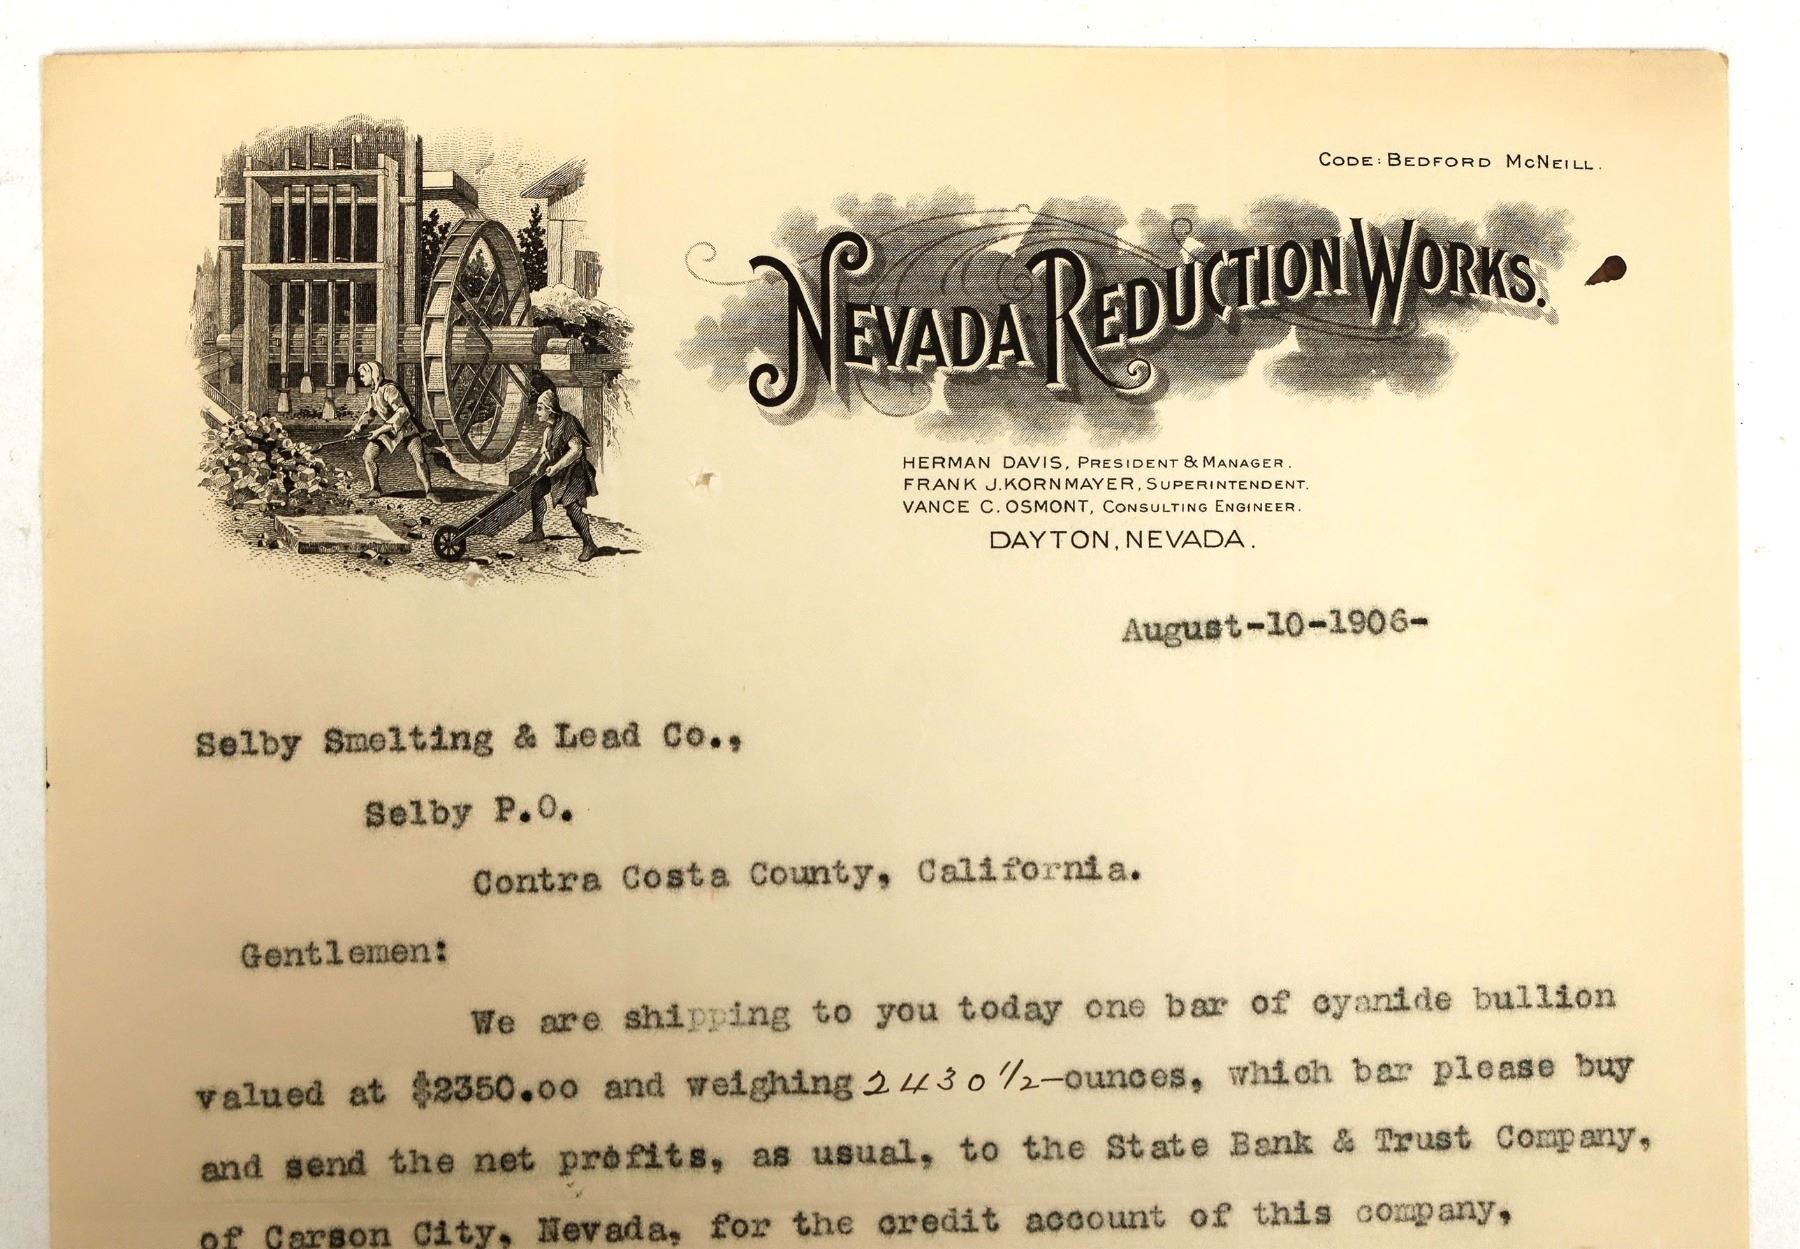 CODE: BEDFORD MCNEILL.
NEVADA REDUCTION WORKS.
HERMAN DAVIS, PRESIDENT & MANAGER.
FRANK J. KORNMAYER, SUPERINTENDENT.
VANCE C. OSMONT, CONSULTING ENGINEER.
DAYTON, NEVADA.
August-10-1906-
Selby Smelting & Lead Co.,
Selby P.O.
Contra Costa County, California.
Gentlemen:
We are shipping to you today one bar of cyanide bullion
valued at $2350.oo and weighing 2430 1/2-ounces, which bar please buy
and send the net profits, as usual, to the State Bank & Trust Company,
of Carson City, Nevada, for the credit account of this company,